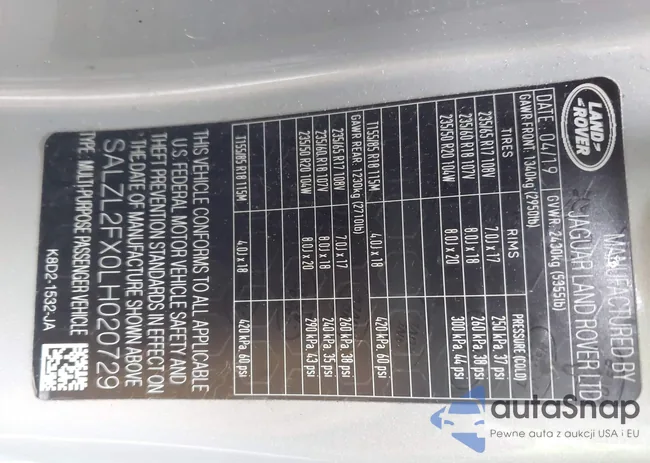 LAND
ROVER
MANUFACTURED BY
JAGUAR LAND ROVER LTD
DATE: 04/19 GVWR: 2430kg (5355lb)
GAWR FRONT: 1340kg (2950lb)
TIRES RIMS PRESSURE (COLD)
235/65 R17 108V 7.0J x 17 250 kPa, 37 psi
235/60 R18 107V 8.0J x 18 260 kPa, 38 psi
235/50 R20 104W 8.0J x 20 300 kPa, 44 psi
T155/85 R18 115M 4.0J x 18 420 kPa, 60 psi
GAWR REAR: 1230kg (2710lb)
235/65 R17 108V 7.0J x 17 260 kPa, 38 psi
235/60 R18 107V 8.0J x 18 240 kPa, 35 psi
235/50 R20 104W 8.0J x 20 290 kPa, 43 psi
T155/85 R18 115M 4.0J x 18 420 kPa, 60 psi
THIS VEHICLE CONFORMS TO ALL APPLICABLE
U.S. FEDERAL MOTOR VEHICLE SAFETY AND
THEFT PREVENTION STANDARDS IN EFFECT ON
THE DATE OF MANUFACTURE SHOWN ABOVE
SALZL2FX0LH020729
TYPE: MULTI-PURPOSE PASSENGER VEHICLE
K8D2-1532-JA
autaSnap
Pewne auta z aukcji USA i EU